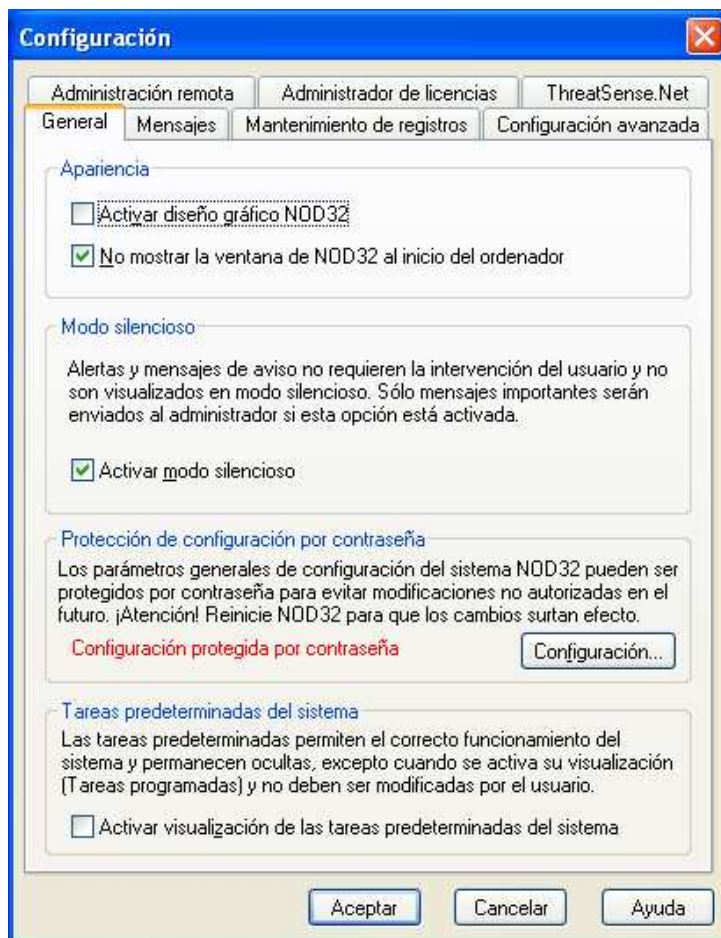 Configuración
Administración remota
Administrador de licencias
ThreatSense.Net
General
Mensajes
Mantenimiento de registros
Configuración avanzada
Apariencia
Activar diseño gráfico NOD32
No mostrar la ventana de NOD32 al inicio del ordenador
Modo silencioso
Alertas y mensajes de aviso no requieren la intervención del usuario y no
son visualizados en modo silencioso. Sólo mensajes importantes serán
enviados al administrador si esta opción está activada.
Activar modo silencioso
Protección de configuración por contraseña
Los parámetros generales de configuración del sistema NOD32 pueden ser
protegidos por contraseña para evitar modificaciones no autorizadas en el
futuro. ¡Atención! Reinicie NOD32 para que los cambios surtan efecto.
Configuración protegida por contraseña
Configuración...
Tareas predeterminadas del sistema
Las tareas predeterminadas permiten el correcto funcionamiento del
sistema y permanecen ocultas, excepto cuando se activa su visualización
(Tareas programadas) y no deben ser modificadas por el usuario.
Activar visualización de las tareas predeterminadas del sistema
Aceptar
Cancelar
Ayuda